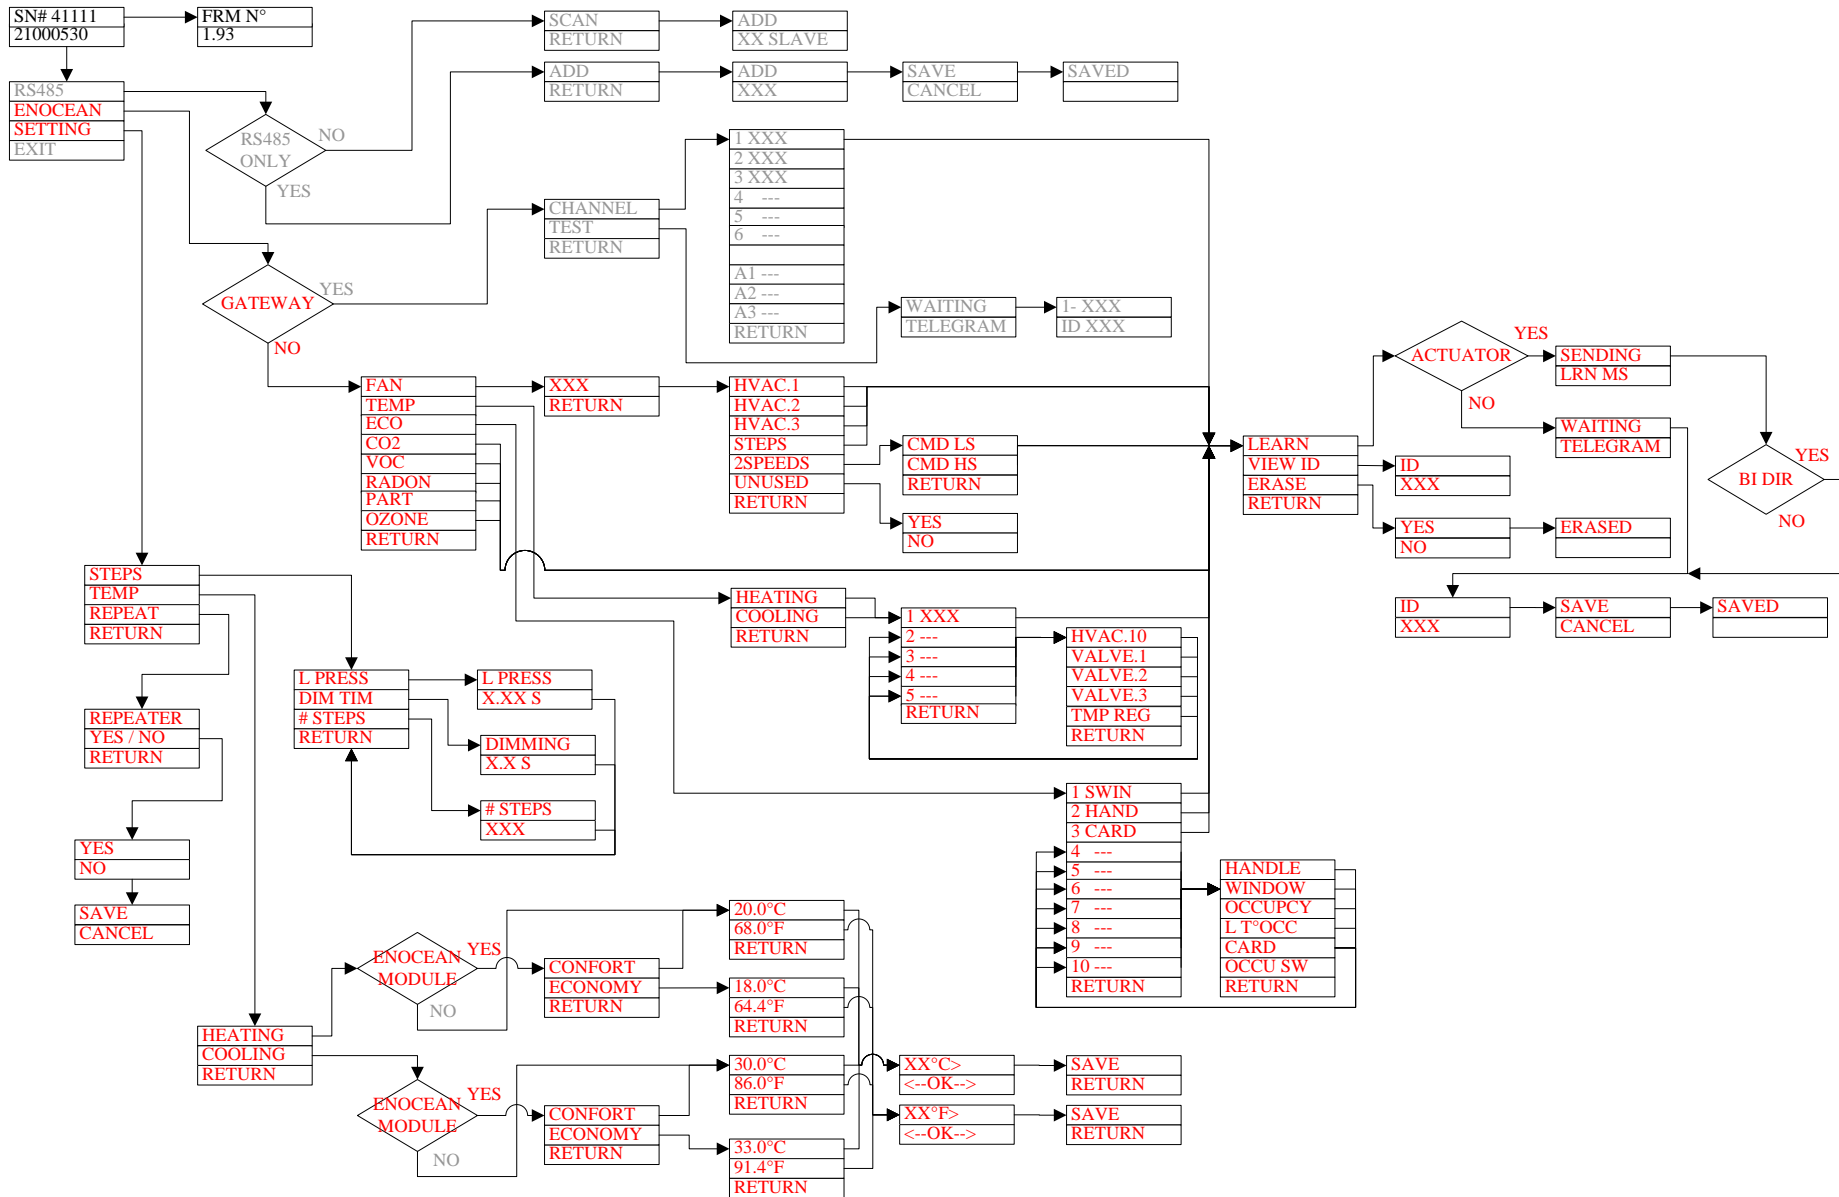 SN# 41111
21000530
FRM N°
1.93
RS485
ENOCEAN
SETTING
EXIT
RS485
ONLY
NO
YES
SCAN
RETURN
ADD
XX SLAVE
ADD
RETURN
ADD
XXX
SAVE
CANCEL
SAVED
GATEWAY
YES
NO
CHANNEL
TEST
RETURN
1 XXX
2 XXX
3 XXX
4 ---
5 ---
6 ---
A1 ---
A2 ---
A3 ---
RETURN
WAITING
TELEGRAM
1- XXX
ID XXX
FAN
TEMP
ECO
CO2
VOC
RADON
PART
OZONE
RETURN
XXX
RETURN
HVAC.1
HVAC.2
HVAC.3
STEPS
2SPEEDS
UNUSED
RETURN
CMD LS
CMD HS
RETURN
YES
NO
LEARN
VIEW ID
ERASE
RETURN
ACTUATOR
YES
NO
SENDING
LRN MS
WAITING
TELEGRAM
ID
XXX
YES
NO
ERASED
BI DIR
YES
NO
ID
XXX
SAVE
CANCEL
SAVED
STEPS
TEMP
REPEAT
RETURN
HEATING
COOLING
RETURN
1 XXX
2 ---
3 ---
4 ---
5 ---
RETURN
HVAC.10
VALVE.1
VALVE.2
VALVE.3
TMP REG
RETURN
L PRESS
DIM TIM
# STEPS
RETURN
L PRESS
X.XX S
DIMMING
X.X S
# STEPS
XXX
REPEATER
YES / NO
RETURN
YES
NO
SAVE
CANCEL
1 SWIN
2 HAND
3 CARD
4 ---
5 ---
6 ---
7 ---
8 ---
9 ---
10 ---
RETURN
HANDLE
WINDOW
OCCUPCY
L T°OCC
CARD
OCCU SW
RETURN
HEATING
COOLING
RETURN
ENOCEAN
MODULE
YES
NO
CONFORT
ECONOMY
RETURN
20.0°C
68.0°F
RETURN
18.0°C
64.4°F
RETURN
ENOCEAN
MODULE
YES
NO
CONFORT
ECONOMY
RETURN
30.0°C
86.0°F
RETURN
33.0°C
91.4°F
RETURN
XX°C>
<--OK-->
SAVE
RETURN
XX°F>
<--OK-->
SAVE
RETURN